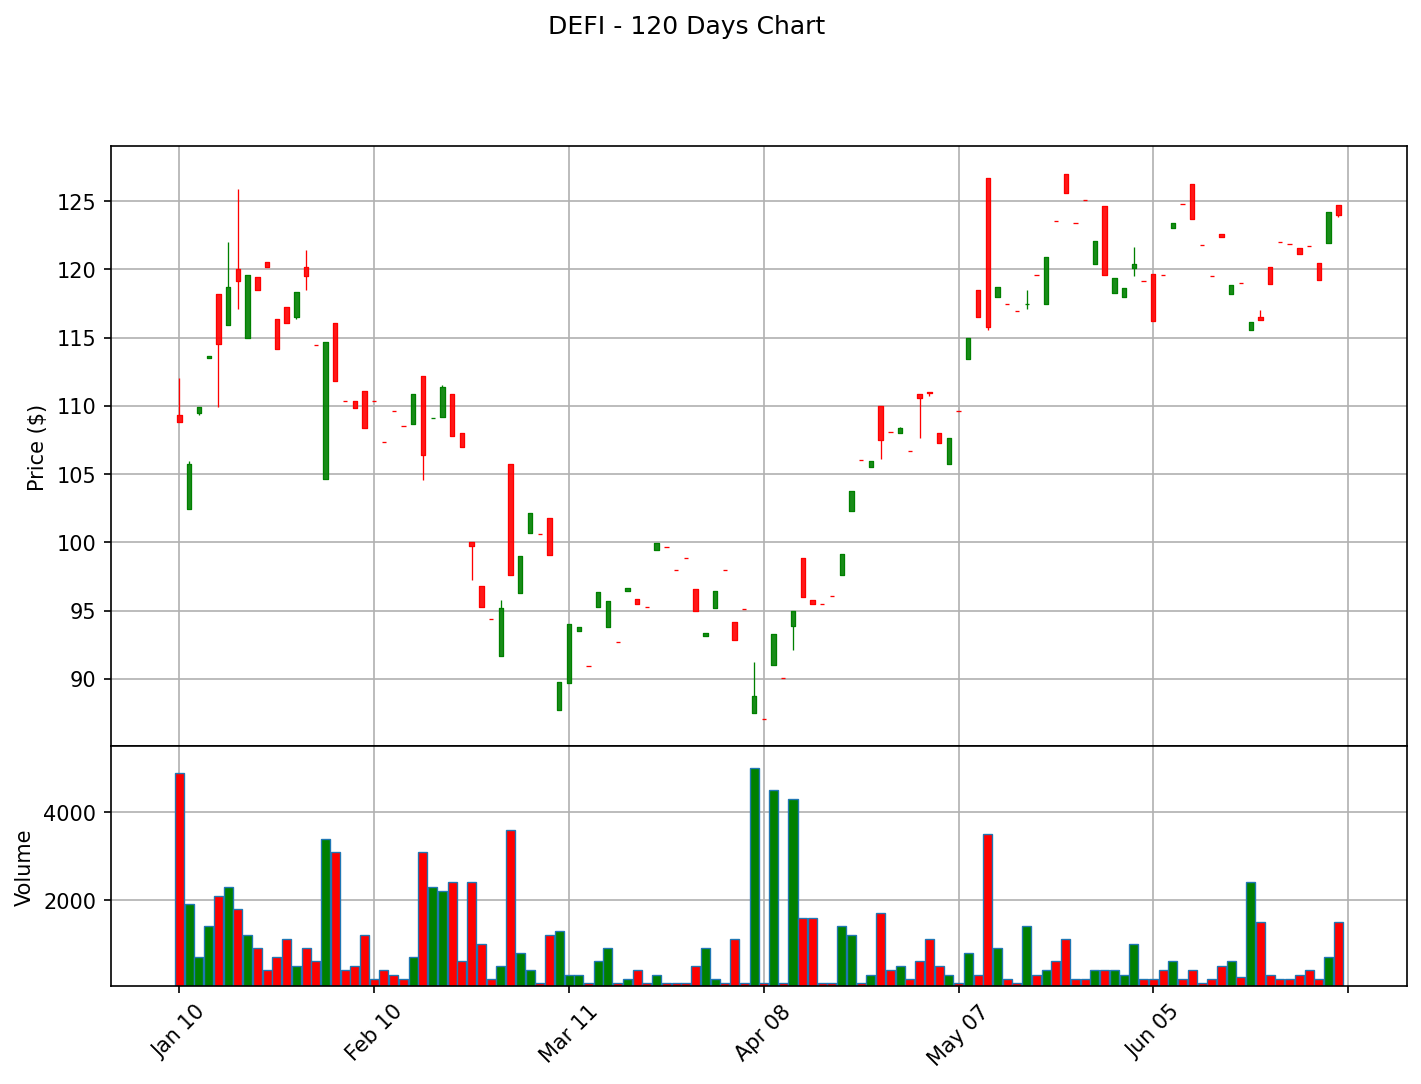 DEFI - 120 Days Chart
Price ($)
125
120
115
110
105
100
95
90
Volume
4000
2000
Jan 10
Feb 10
Mar 11
Apr 08
May 07
Jun 05